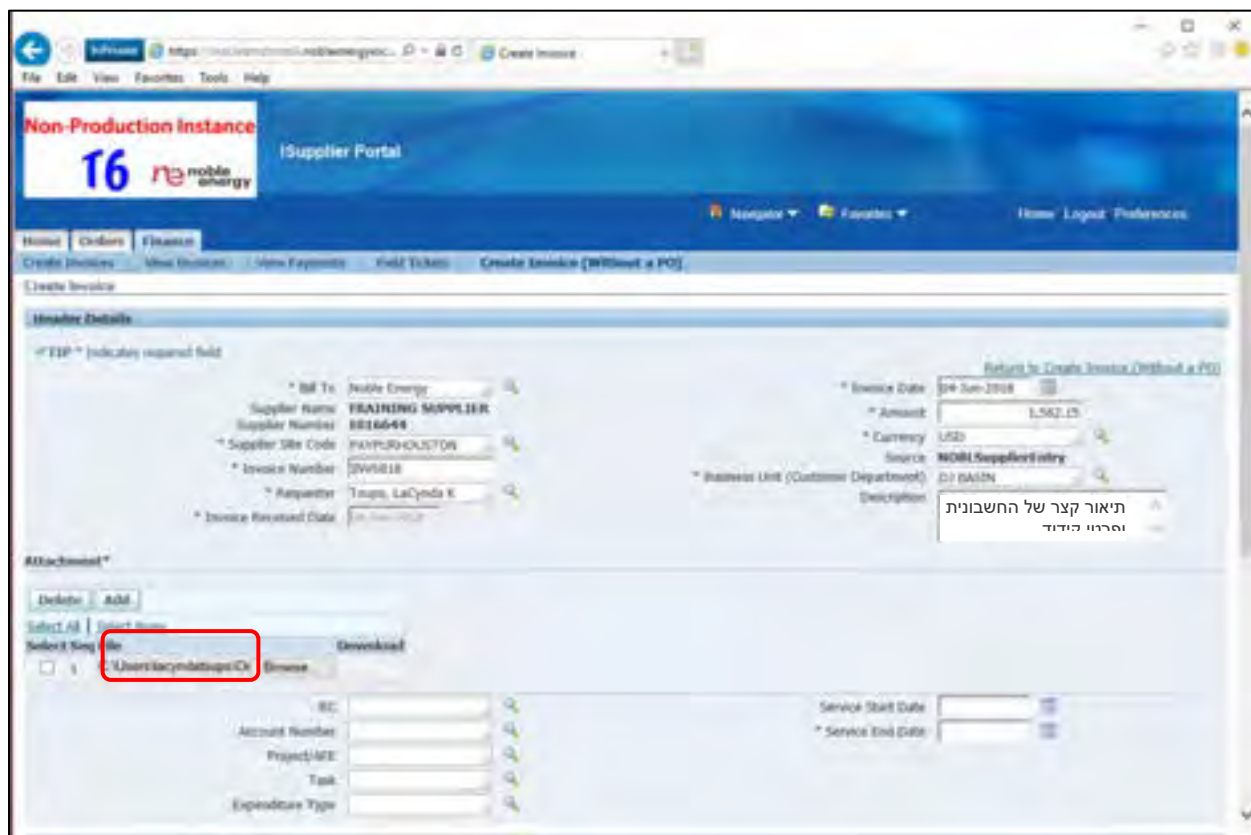 InPrivate https Create Invoice
File Edit View Favorites Tools Help
Non-Production Instance
T6 noble energy
ISupplier Portal
Navigator Favorites Home Logout Preferences
Home Orders Finance
Create Invoices View Invoices View Payments Field Tickets Create Invoice (Without a PO)
Create Invoice
Header Details
TIP * Indicates required field
Return to Create Invoice (Without a PO)
* Bill To Noble Energy
Supplier Name TRAINING SUPPLIER
Supplier Number
* Supplier Site Code PAYPURHOUSTON
* Invoice Number
* Requester Toups, LaCynda K
* Invoice Received Date
* Invoice Date 04-Jun-2018
* Amount 1,562.15
* Currency USD
Source NOBLSupplierEntry
* Business Unit (Customer Department) DJ BASIN
Description תיאור קצר של החשבונית
ופרטי קידוד
Attachment*
Delete Add
Select All Select None
Select Seq File Download
1 Browse
Account Number
Project/AFE
Task
Expenditure Type
Service Start Date
* Service End Date